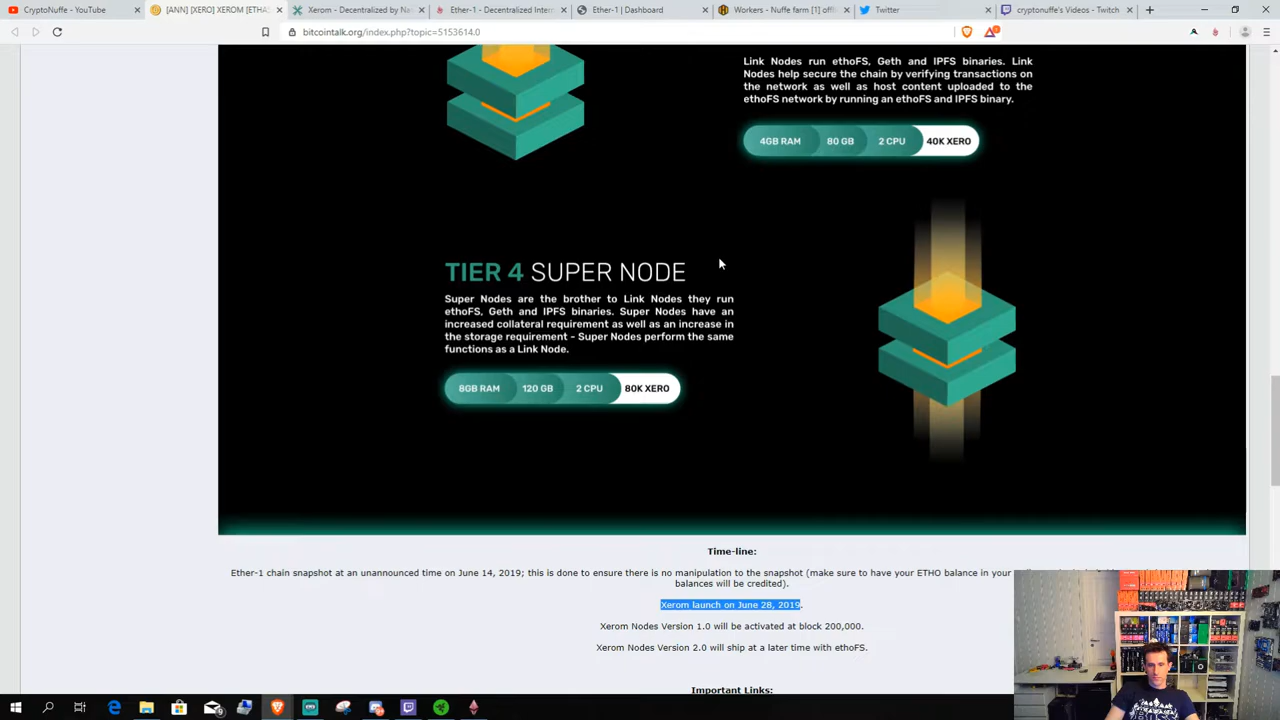 CryptoNuffe - YouTube
[ANN] [XERO] XEROM [ETHAS
Xerom - Decentralized by Na
Ether-1 - Decentralized Inter
Ether-1 | Dashboard
Workers - Nuffe farm [1] offl
Twitter
cryptonuffe's Videos - Twitch
bitcointalk.org/index.php?topic=5153614.0
Link Nodes run ethoFS, Geth and IPFS binaries. Link
Nodes help secure the chain by verifying transactions on
the network as well as host content uploaded to the
ethoFS network by running an ethoFS and IPFS binary.
4GB RAM 80 GB 2 CPU 40K XERO
TIER 4 SUPER NODE
Super Nodes are the brother to Link Nodes they run
ethoFS, Geth and IPFS binaries. Super Nodes have an
increased collateral requirement as well as an increase in
the storage requirement - Super Nodes perform the same
functions as a Link Node.
8GB RAM 120 GB 2 CPU 80K XERO
Time-line:
Ether-1 chain snapshot at an unannounced time on June 14, 2019; this is done to ensure there is no manipulation to the snapshot (make sure to have your ETHO balance in your
balances will be credited).
Xerom launch on June 28, 2019.
Xerom Nodes Version 1.0 will be activated at block 200,000.
Xerom Nodes Version 2.0 will ship at a later time with ethoFS.
Important Links: